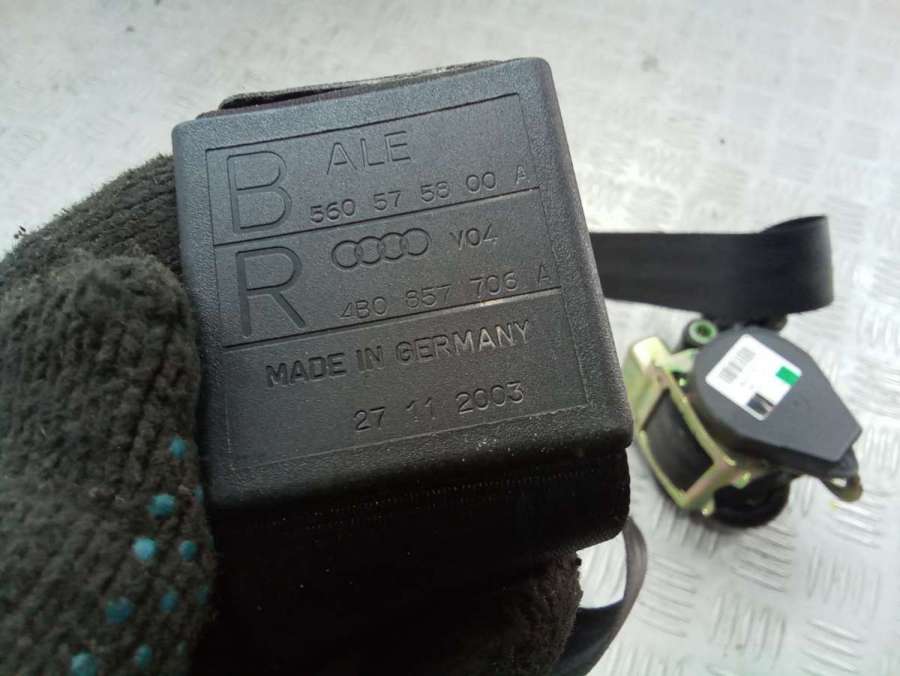 B ALE
560 57 58 00 A
R V04
4B0 857 706 A
MADE IN GERMANY
27 11 2003